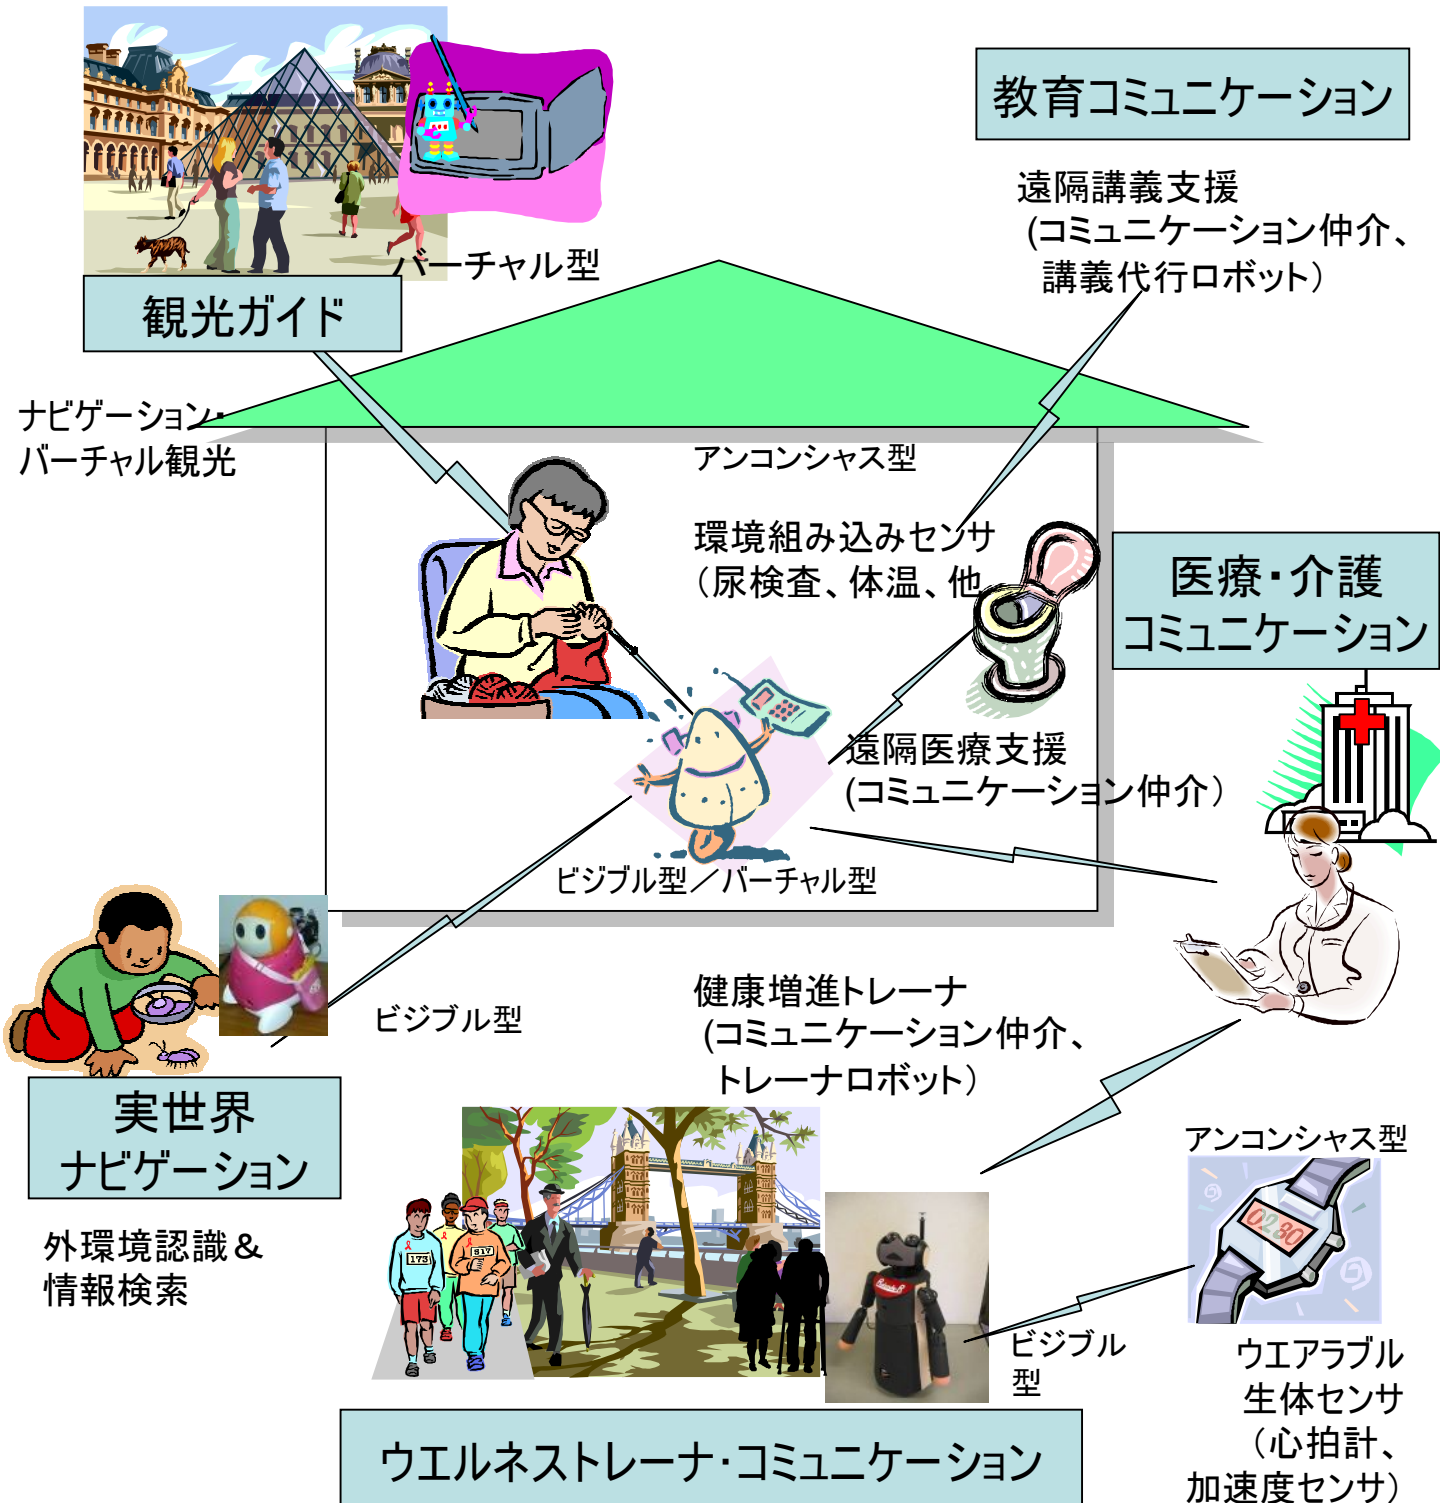 教育コミュニケーション
遠隔講義支援
(コミュニケーション仲介、
講義代行ロボット）
バーチャル型
観光ガイド
ナビゲーション・
バーチャル観光
アンコンシャス型
環境組み込みセンサ
（尿検査、体温、他
医療・介護
コミュニケーション
遠隔医療支援
(コミュニケーション仲介）
ビジブル型／バーチャル型
ビジブル型
健康増進トレーナ
(コミュニケーション仲介、
トレーナロボット）
実世界
ナビゲーション
外環境認識＆
情報検索
アンコンシャス型
173
517
0280
ビジブル
型
ウエアラブル
生体センサ
（心拍計、
加速度センサ）
ウエルネストレーナ・コミュニケーション